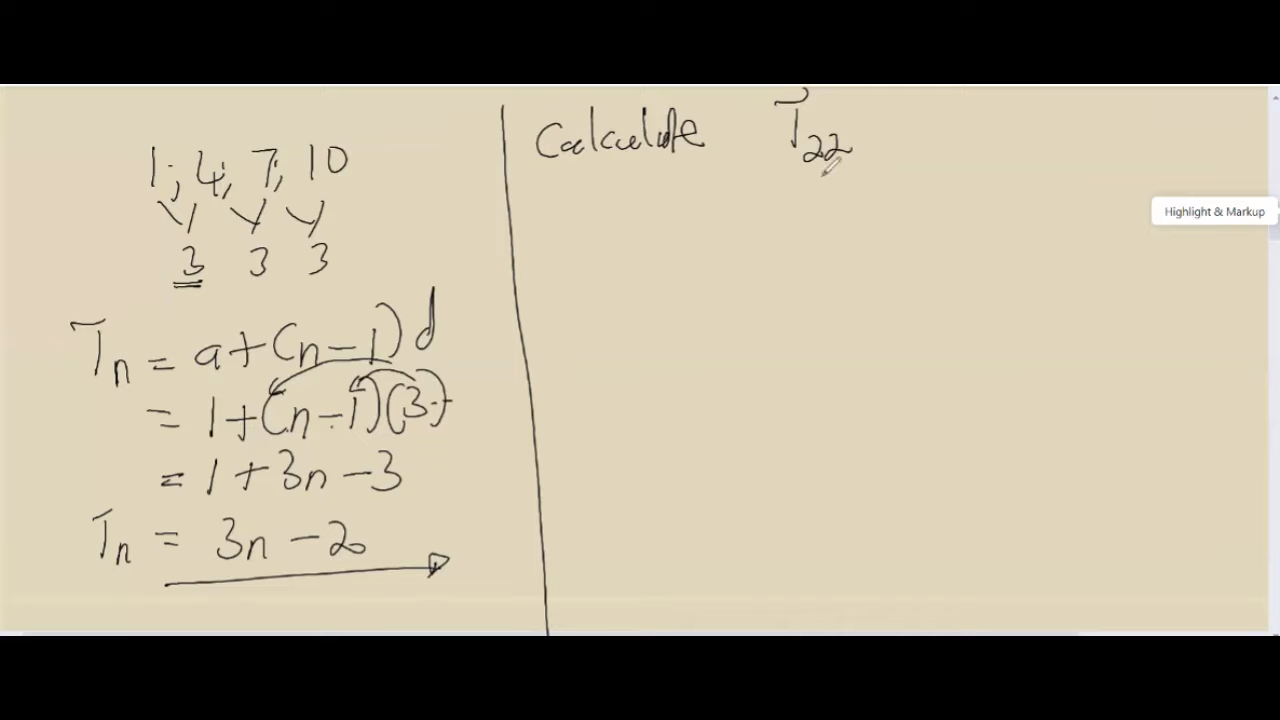 1; 4; 7; 10
3 3 3
Tn = a + (n - 1) d
= 1 + (n - 1)(3)
= 1 + 3n - 3
Tn = 3n - 2
Calculate T22
Highlight & Markup